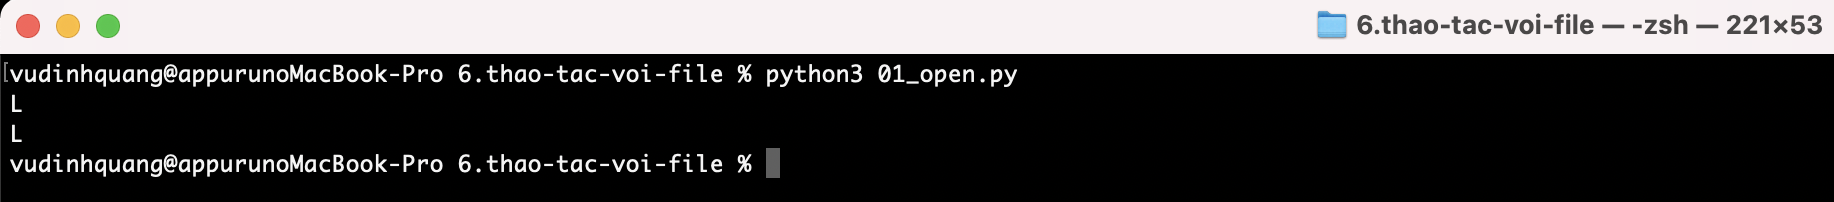 6.thao-tac-voi-file — -zsh — 221×53
[vudinhquang@appurunoMacBook-Pro 6.thao-tac-voi-file % python3 01_open.py
L
L
vudinhquang@appurunoMacBook-Pro 6.thao-tac-voi-file %